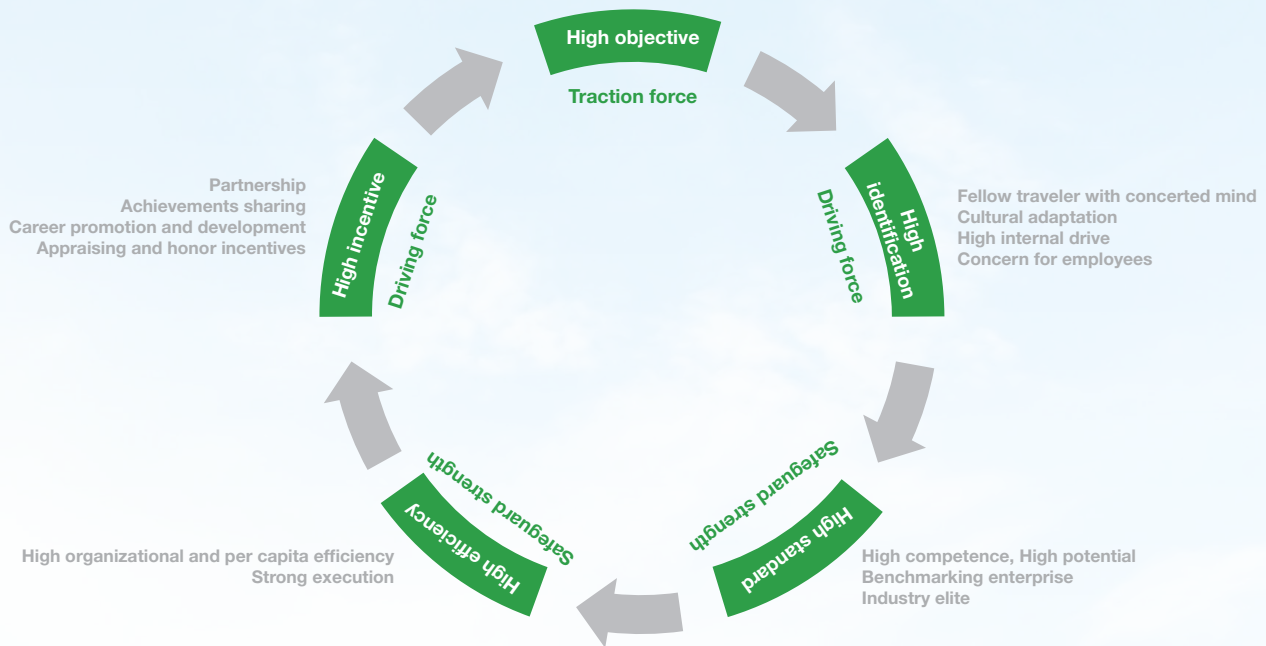 High objective
Traction force
High
identification
Driving force
Fellow traveler with concerted mind
Cultural adaptation
High internal drive
Concern for employees
High standard
Safeguard strength
High competence, High potential
Benchmarking enterprise
Industry elite
High efficiency
Safeguard strength
High organizational and per capita efficiency
Strong execution
High incentive
Driving force
Partnership
Achievements sharing
Career promotion and development
Appraising and honor incentives